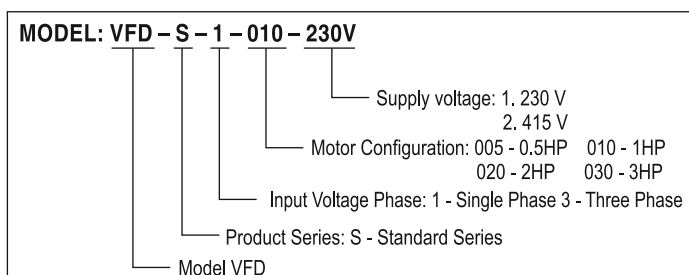 MODEL: VFD – S – 1 – 010 – 230V
Supply voltage: 1. 230 V
2. 415 V
Motor Configuration: 005 - 0.5HP 010 - 1HP
020 - 2HP 030 - 3HP
Input Voltage Phase: 1 - Single Phase 3 - Three Phase
Product Series: S - Standard Series
Model VFD